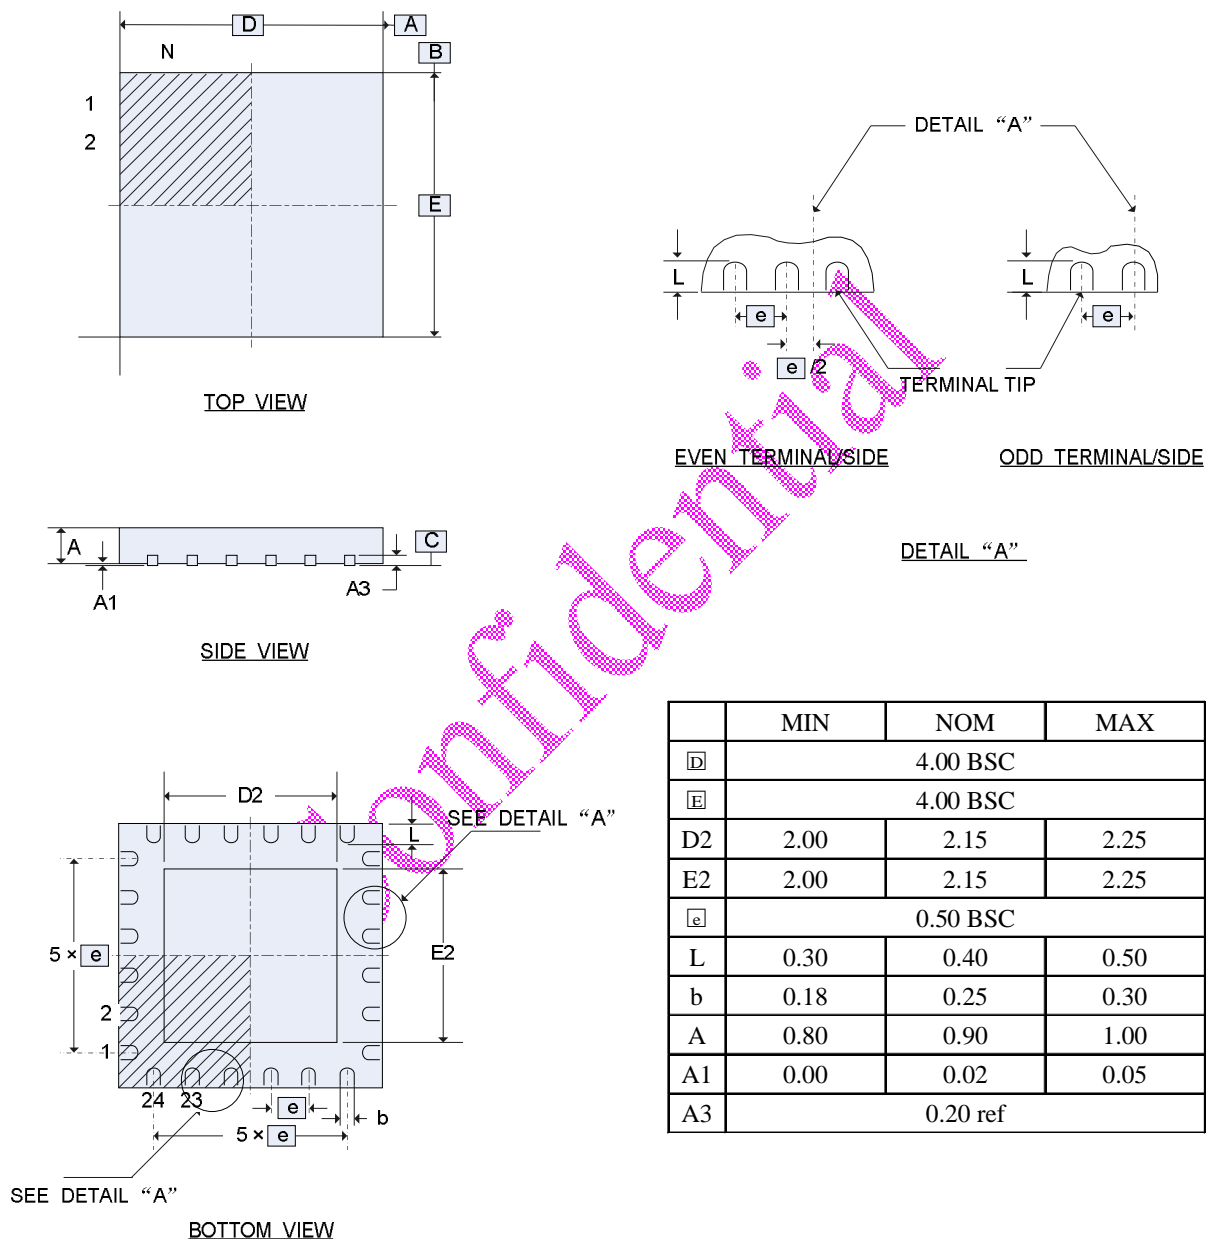 D
A
N
B
1
2
E
TOP VIEW
DETAIL “A”
L
e
e /2
TERMINAL TIP
EVEN TERMINAL/SIDE
L
e
ODD TERMINAL/SIDE
DETAIL “A”
A
A1
A3
C
SIDE VIEW
D2
L
SEE DETAIL “A”
5 × e
E2
2
1
24 23
e
b
5 × e
SEE DETAIL “A”
BOTTOM VIEW
MIN NOM MAX
D 4.00 BSC
E 4.00 BSC
D2 2.00 2.15 2.25
E2 2.00 2.15 2.25
e 0.50 BSC
L 0.30 0.40 0.50
b 0.18 0.25 0.30
A 0.80 0.90 1.00
A1 0.00 0.02 0.05
A3 0.20 ref
Confidential